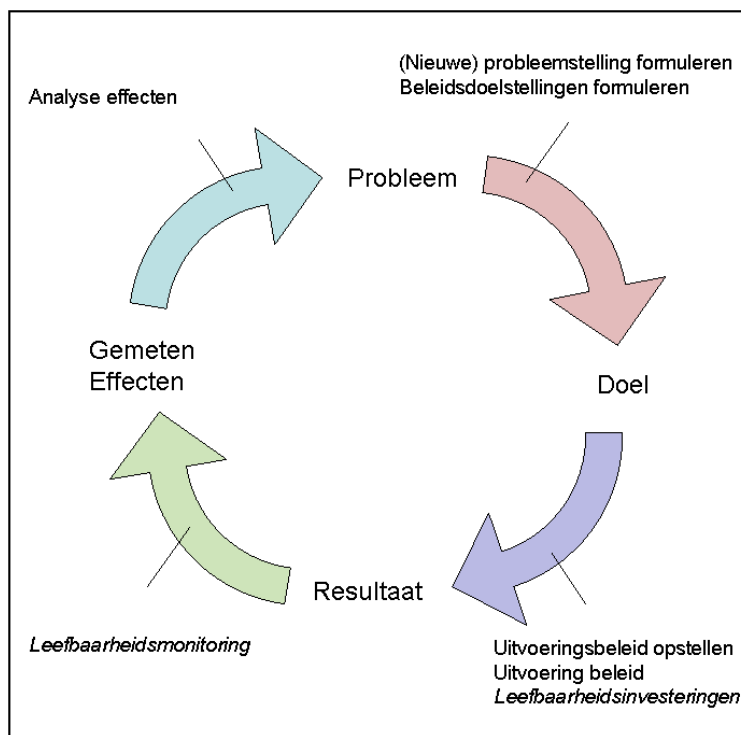 (Nieuwe) probleemstelling formuleren
Beleidsdoelstellingen formuleren
Analyse effecten
Probleem
Gemeten
Effecten
Doel
Resultaat
Leefbaarheidsmonitoring
Uitvoeringsbeleid opstellen
Uitvoering beleid
Leefbaarheidsinvesteringen